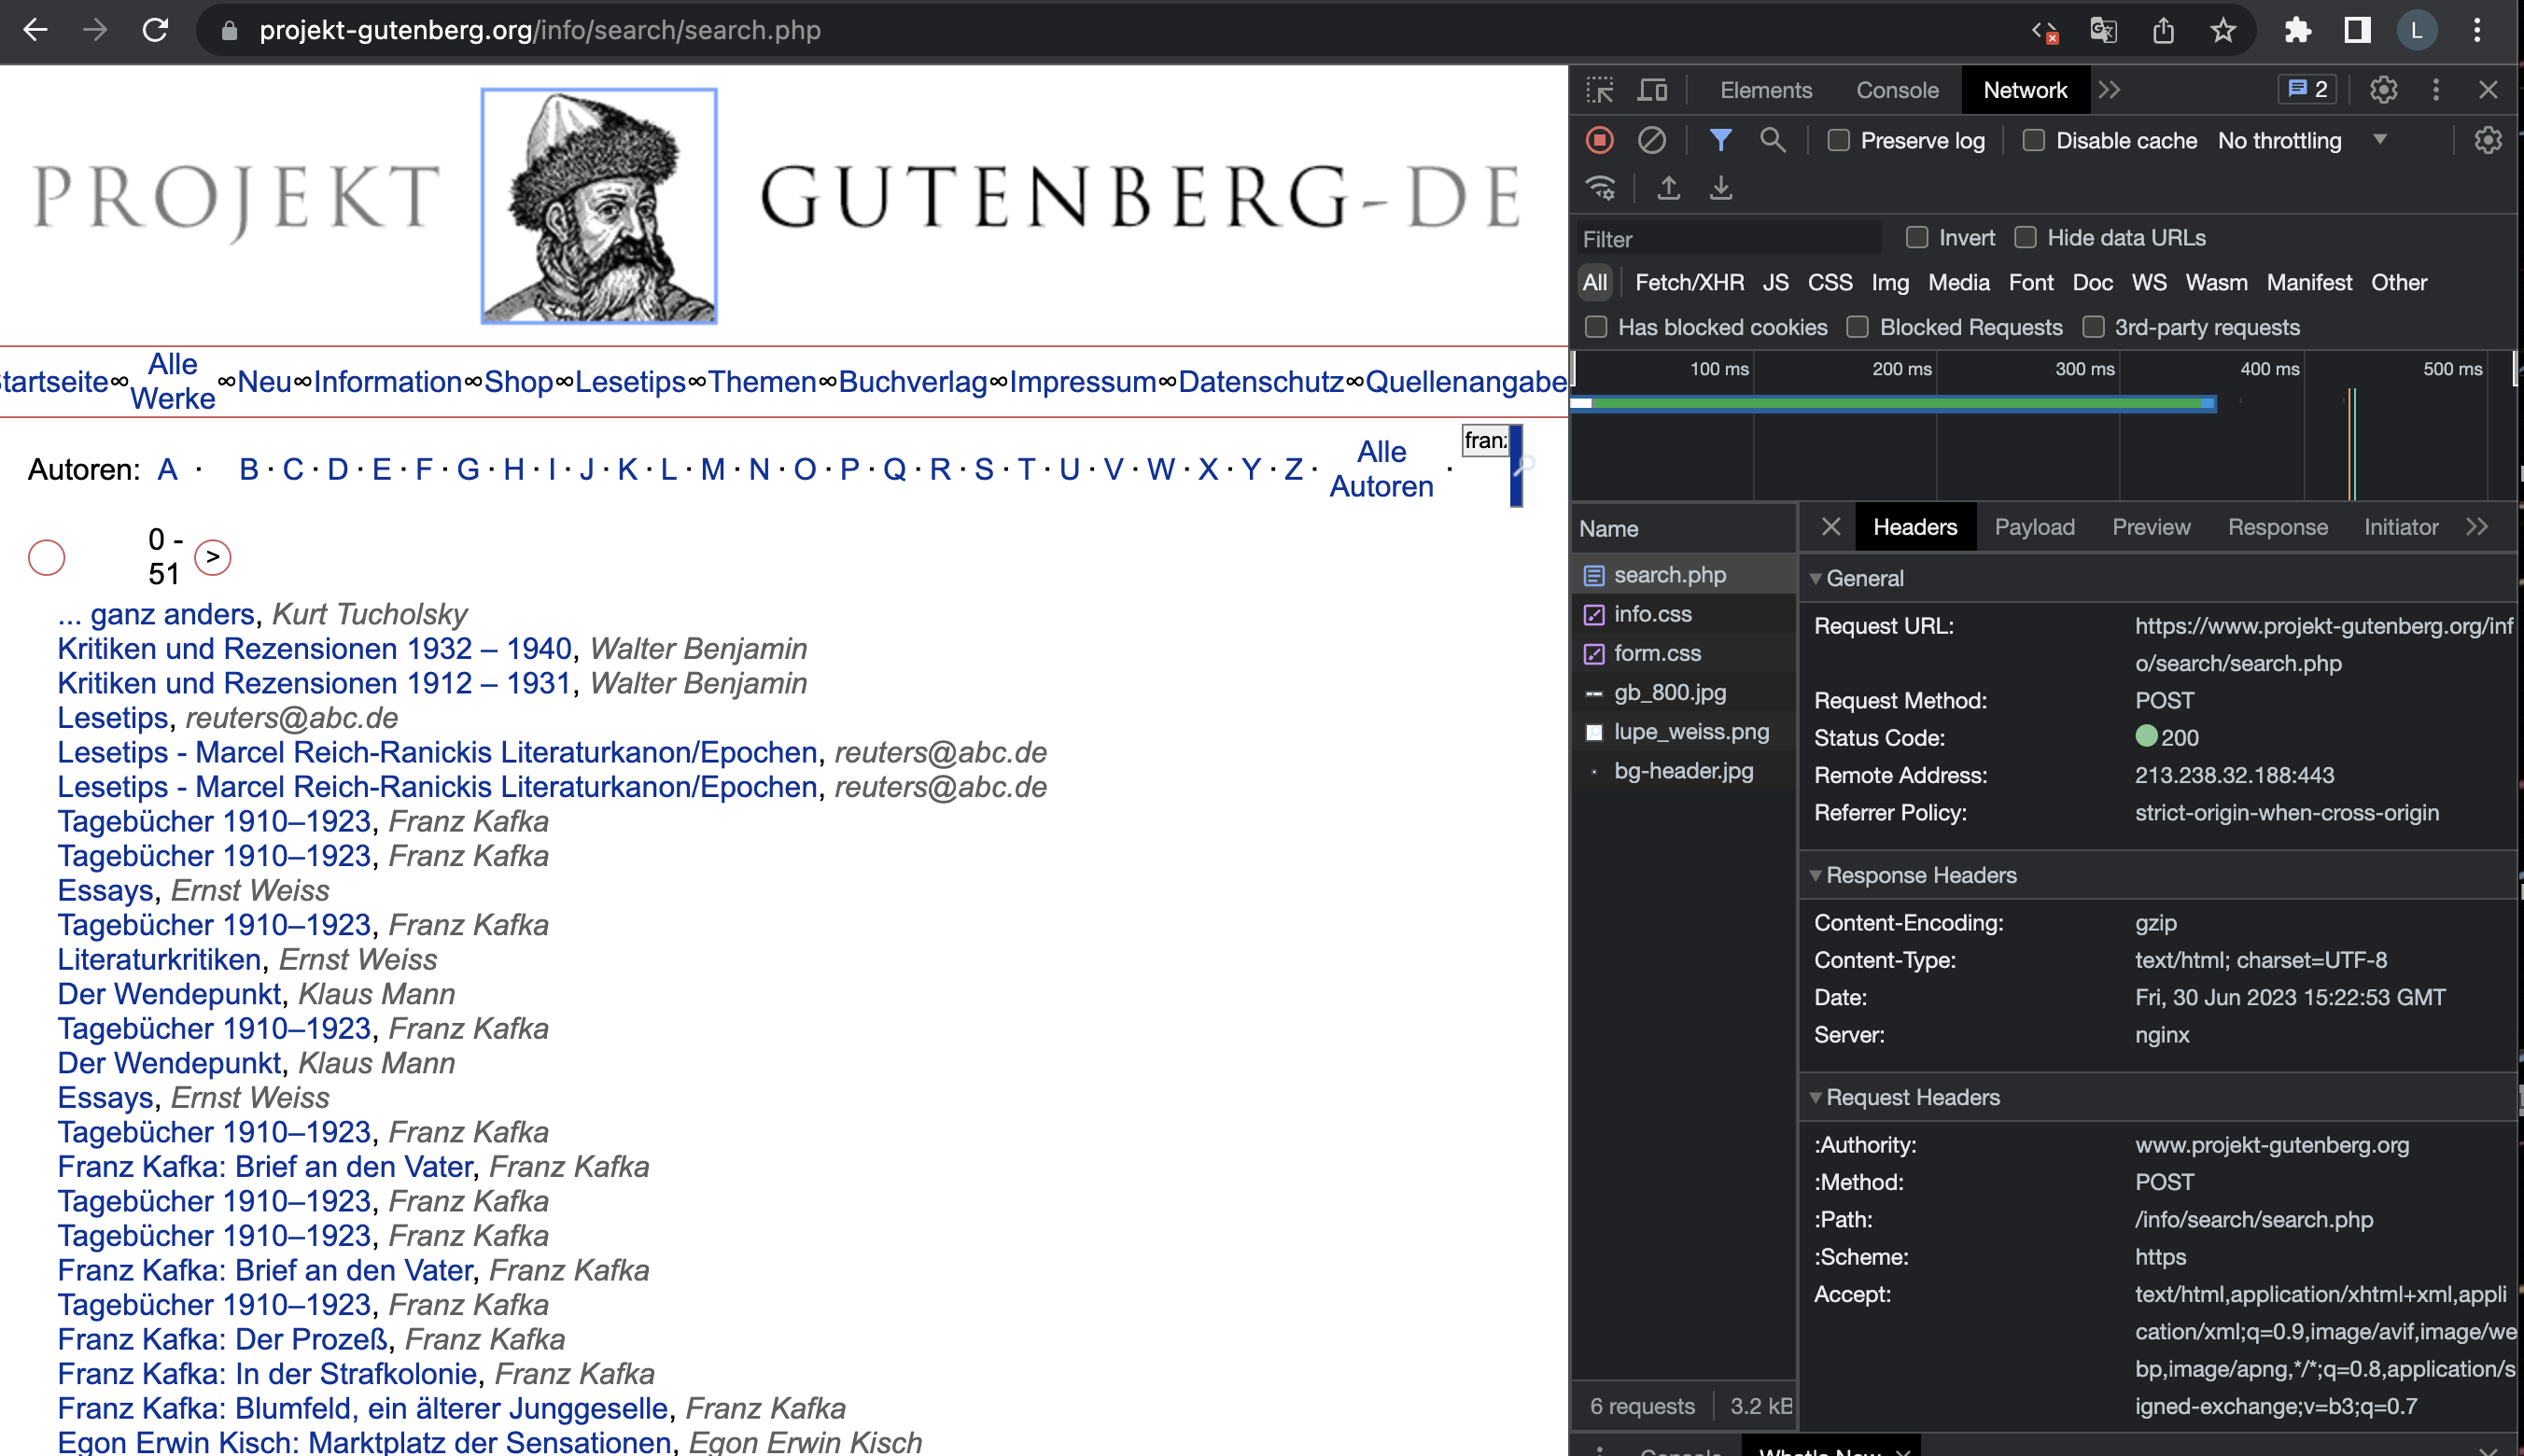 projekt-gutenberg.org/info/search/search.php
L
PROJEKT GUTENBERG-DE
tartseite∞Alle Werke∞Neu∞Information∞Shop∞Lesetips∞Themen∞Buchverlag∞Impressum∞Datenschutz∞Quellenangabe
Autoren: A · B · C · D · E · F · G · H · I · J · K · L · M · N · O · P · Q · R · S · T · U · V · W · X · Y · Z · Alle Autoren · franz
0 - 51 >
... ganz anders, Kurt Tucholsky
Kritiken und Rezensionen 1932 – 1940, Walter Benjamin
Kritiken und Rezensionen 1912 – 1931, Walter Benjamin
Lesetips, reuters@abc.de
Lesetips - Marcel Reich-Ranickis Literaturkanon/Epochen, reuters@abc.de
Lesetips - Marcel Reich-Ranickis Literaturkanon/Epochen, reuters@abc.de
Tagebücher 1910–1923, Franz Kafka
Tagebücher 1910–1923, Franz Kafka
Essays, Ernst Weiss
Tagebücher 1910–1923, Franz Kafka
Literaturkritiken, Ernst Weiss
Der Wendepunkt, Klaus Mann
Tagebücher 1910–1923, Franz Kafka
Der Wendepunkt, Klaus Mann
Essays, Ernst Weiss
Tagebücher 1910–1923, Franz Kafka
Franz Kafka: Brief an den Vater, Franz Kafka
Tagebücher 1910–1923, Franz Kafka
Tagebücher 1910–1923, Franz Kafka
Franz Kafka: Brief an den Vater, Franz Kafka
Tagebücher 1910–1923, Franz Kafka
Franz Kafka: Der Prozeß, Franz Kafka
Franz Kafka: In der Strafkolonie, Franz Kafka
Franz Kafka: Blumfeld, ein älterer Junggeselle, Franz Kafka
Egon Erwin Kisch: Marktplatz der Sensationen, Egon Erwin Kisch
Elements Console Network 2
Preserve log Disable cache No throttling
Filter Invert Hide data URLs
All Fetch/XHR JS CSS Img Media Font Doc WS Wasm Manifest Other
Has blocked cookies Blocked Requests 3rd-party requests
100 ms 200 ms 300 ms 400 ms 500 ms
Name
search.php
info.css
form.css
gb_800.jpg
lupe_weiss.png
bg-header.jpg
6 requests 3.2 kB
Headers Payload Preview Response Initiator
General
Request URL: https://www.projekt-gutenberg.org/inf
o/search/search.php
Request Method: POST
Status Code: 200
Remote Address: 213.238.32.188:443
Referrer Policy: strict-origin-when-cross-origin
Response Headers
Content-Encoding: gzip
Content-Type: text/html; charset=UTF-8
Date: Fri, 30 Jun 2023 15:22:53 GMT
Server: nginx
Request Headers
:Authority: www.projekt-gutenberg.org
:Method: POST
:Path: /info/search/search.php
:Scheme: https
Accept: text/html,application/xhtml+xml,appli
cation/xml;q=0.9,image/avif,image/we
bp,image/apng,*/*;q=0.8,application/s
igned-exchange;v=b3;q=0.7
Console What's New